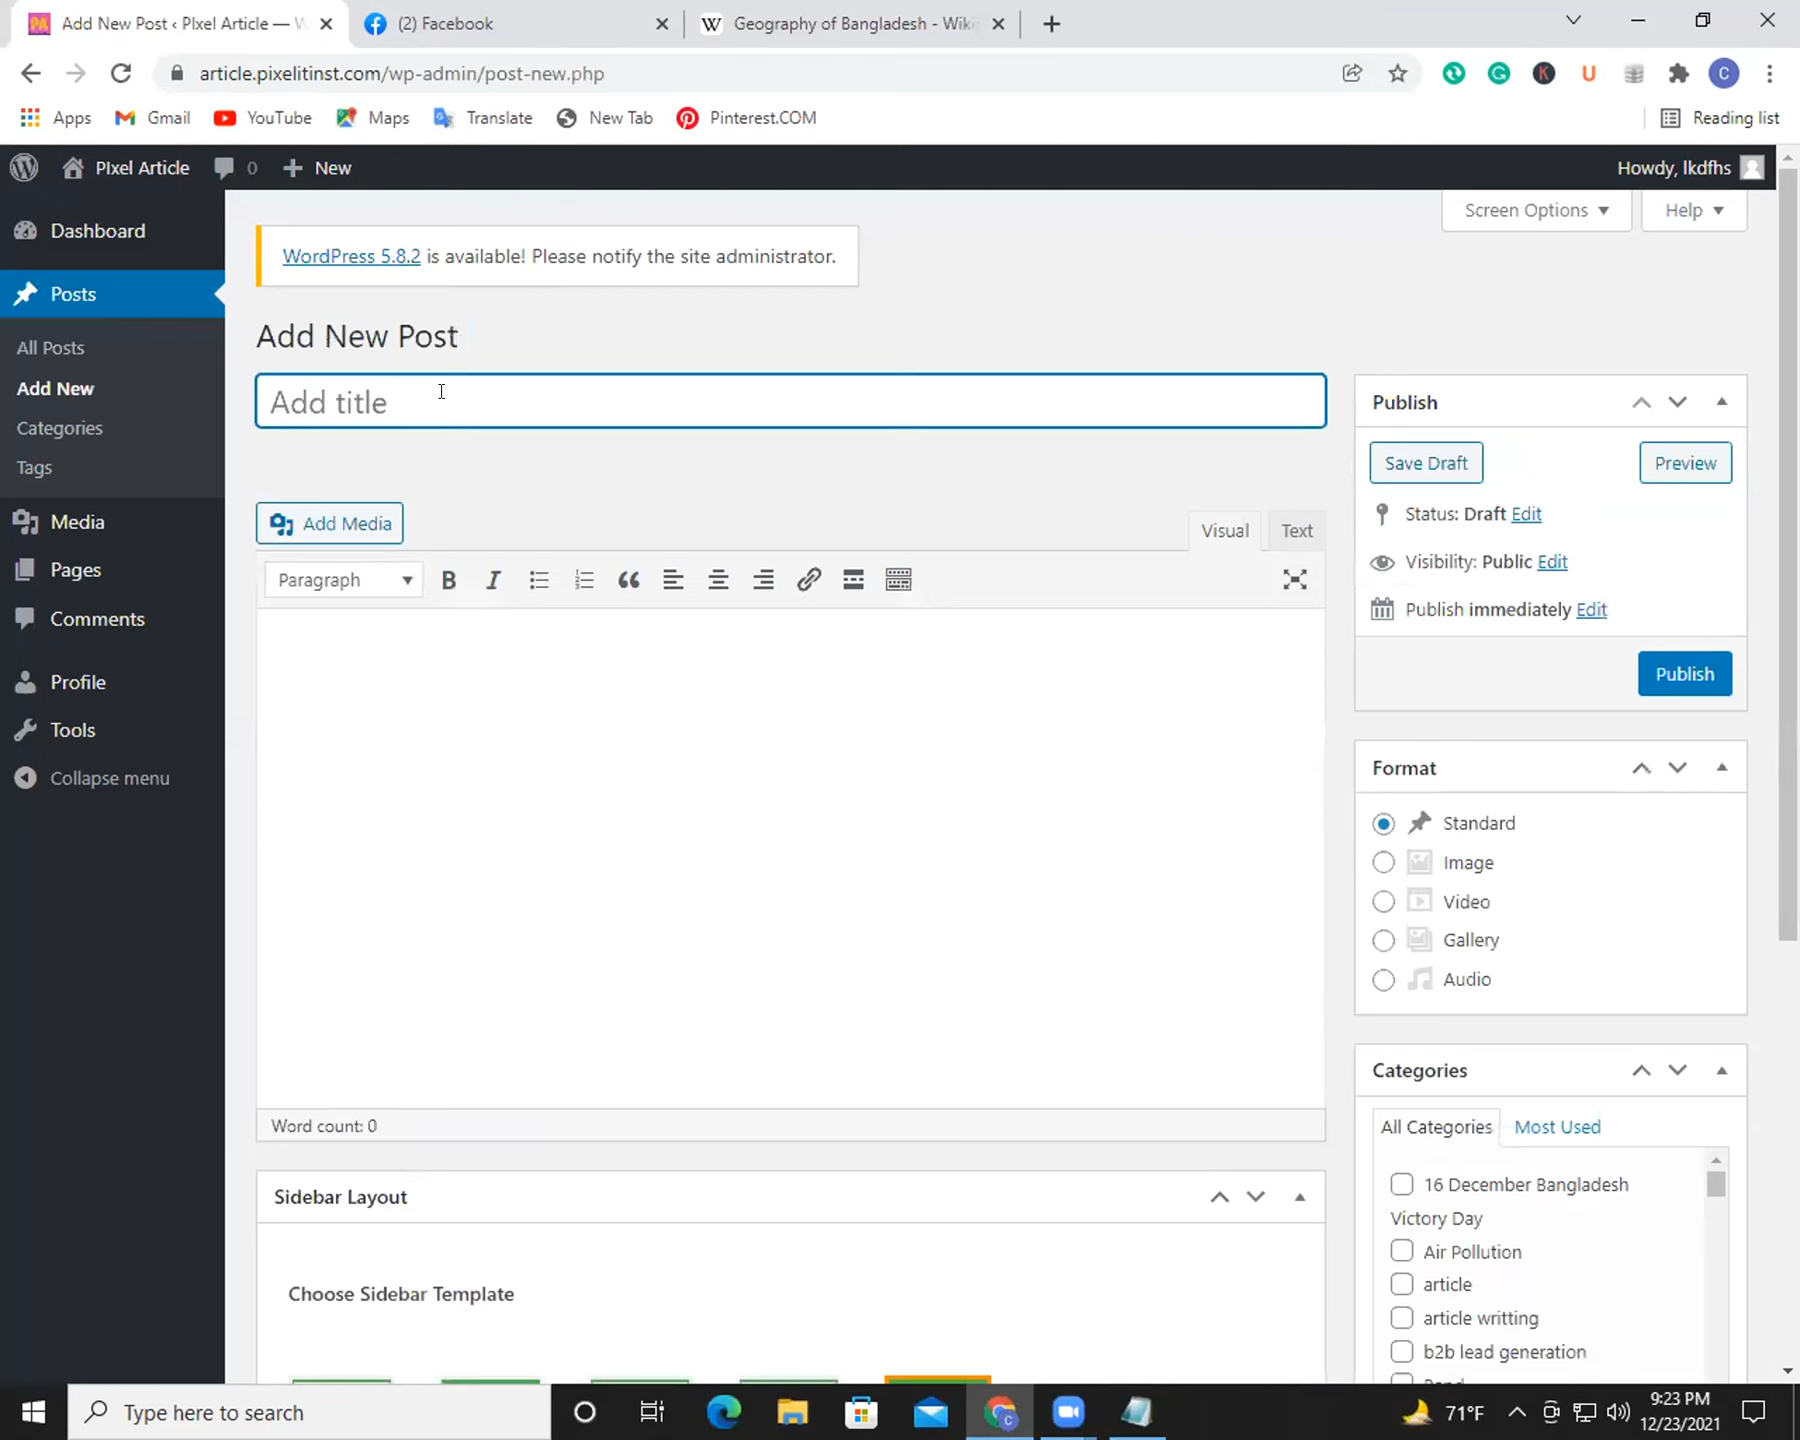 Add New Post ‹ PIxel Article — W
(2) Facebook
Geography of Bangladesh - Wiki
article.pixelitinst.com/wp-admin/post-new.php
C
Apps
Gmail
YouTube
Maps
Translate
New Tab
Pinterest.COM
Reading list
PIxel Article
0
New
Howdy, lkdfhs
Dashboard
Screen Options
Help
WordPress 5.8.2 is available! Please notify the site administrator.
Posts
All Posts
Add New
Categories
Tags
Media
Pages
Comments
Profile
Tools
Collapse menu
Add New Post
Add title
Add Media
Visual
Text
Paragraph
B
I
Word count: 0
Sidebar Layout
Choose Sidebar Template
Publish
Save Draft
Preview
Status: Draft Edit
Visibility: Public Edit
Publish immediately Edit
Publish
Format
Standard
Image
Video
Gallery
Audio
Categories
All Categories
Most Used
16 December Bangladesh
Victory Day
Air Pollution
article
article writting
b2b lead generation
Type here to search
71°F
9:23 PM
12/23/2021